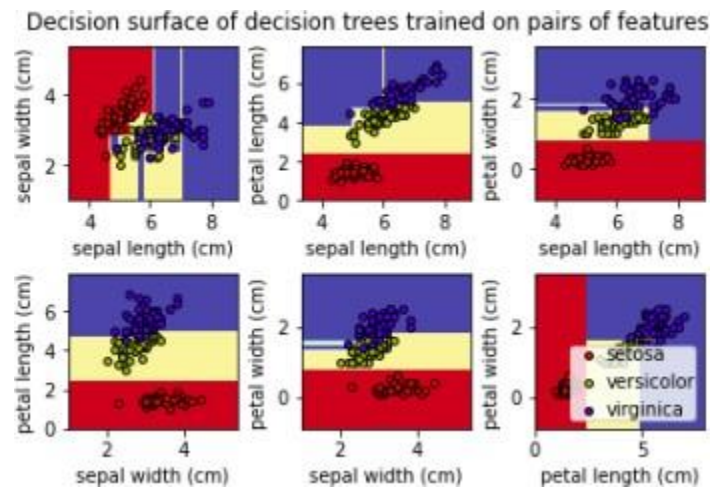 Decision surface of decision trees trained on pairs of features
sepal width (cm)
4
2
4 6 8
sepal length (cm)
petal length (cm)
6
4
2
0
4 6 8
sepal length (cm)
petal width (cm)
2
0
4 6 8
sepal length (cm)
petal length (cm)
6
4
2
0
2 4
sepal width (cm)
petal width (cm)
2
0
2 4
sepal width (cm)
petal width (cm)
2
0
0 5
petal length (cm)
setosa
versicolor
virginica